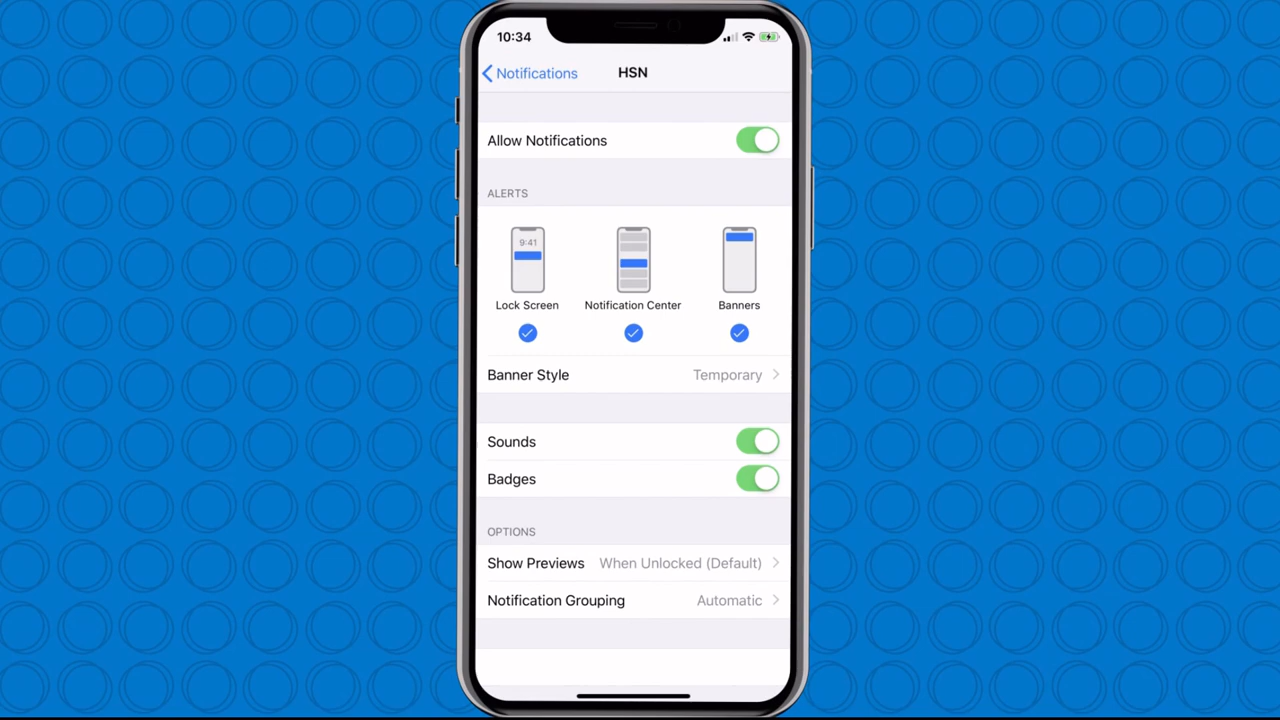 10:34
Notifications HSN
Allow Notifications
ALERTS
9:41
Lock Screen Notification Center Banners
Banner Style Temporary
Sounds
Badges
OPTIONS
Show Previews When Unlocked (Default)
Notification Grouping Automatic